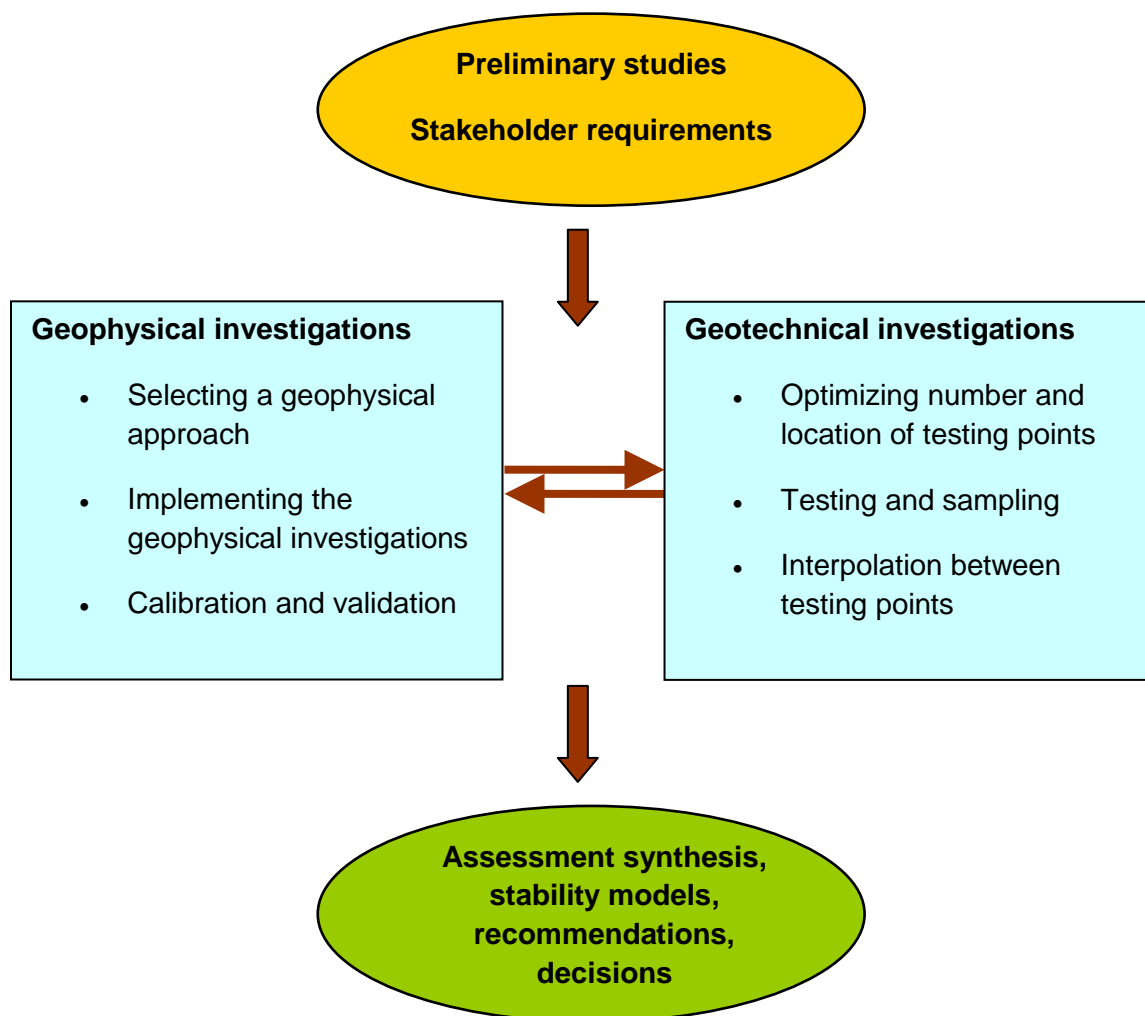 Preliminary studies
Stakeholder requirements
Geophysical investigations
• Selecting a geophysical
approach
• Implementing the
geophysical investigations
• Calibration and validation
Geotechnical investigations
• Optimizing number and
location of testing points
• Testing and sampling
• Interpolation between
testing points
Assessment synthesis,
stability models,
recommendations,
decisions